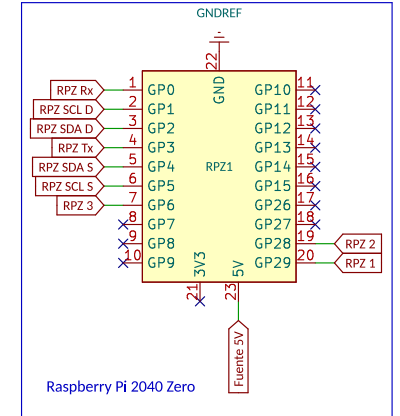 GNDREF
22
GND
RPZ Rx 1 GP0 GP10 11
RPZ SCL D 2 GP1 GP11 12
RPZ SDA D 3 GP2 GP12 13
RPZ Tx 4 GP3 GP13 14
RPZ SDA S 5 GP4 RPZ1 GP14 15
RPZ SCL S 6 GP5 GP15 16
RPZ 3 7 GP6 GP26 17
8 GP7 GP27 18
9 GP8 GP28 19 RPZ 2
10 GP9 GP29 20 RPZ 1
3V3 5V
21 23
Fuente 5V
Raspberry Pi 2040 Zero